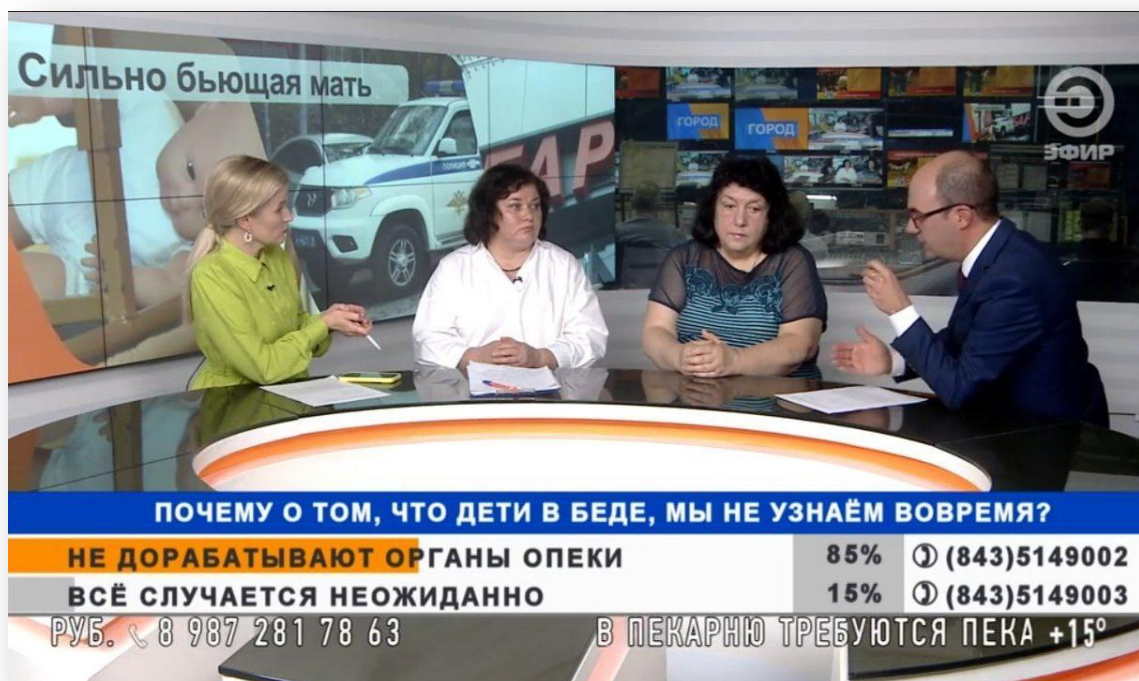 Сильно бьющая мать
ГОРОД
ГОРОД
ЭФИР
ПОЧЕМУ О ТОМ, ЧТО ДЕТИ В БЕДЕ, МЫ НЕ УЗНАЁМ ВОВРЕМЯ?
НЕ ДОРАБАТЫВАЮТ ОРГАНЫ ОПЕКИ 85% (843)5149002
ВСЁ СЛУЧАЕТСЯ НЕОЖИДАННО 15% (843)5149003
РУБ. 8 987 281 78 63 В ПЕКАРНЮ ТРЕБУЮТСЯ ПЕКА +15°